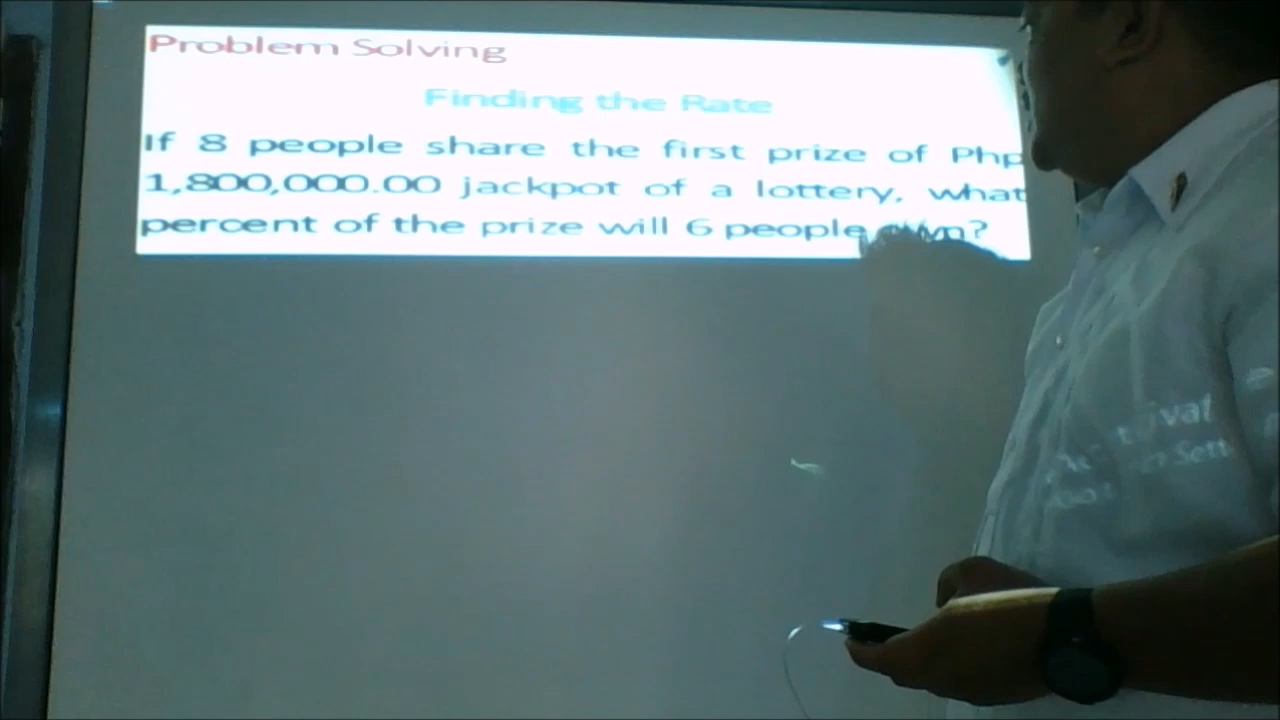 Problem Solving
Finding the Rate
If 8 people share the first prize of Php
1,800,000.00 jackpot of a lottery, what
percent of the prize will 6 people own?